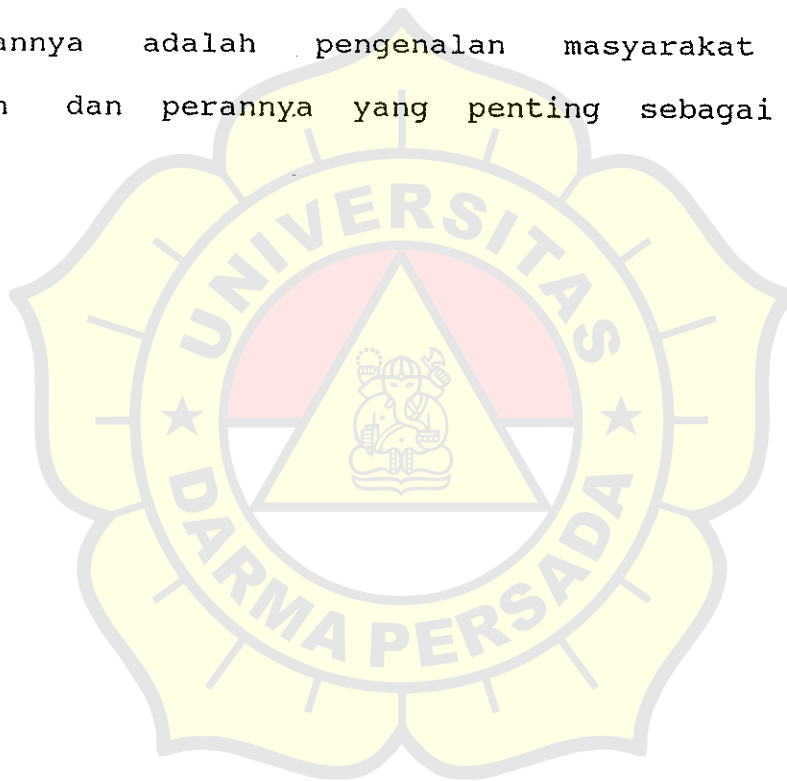 annya adalah pengenalan masyarakat
dan perannya yang penting sebagai
UNIVERSITAS
DARMA PERSADA